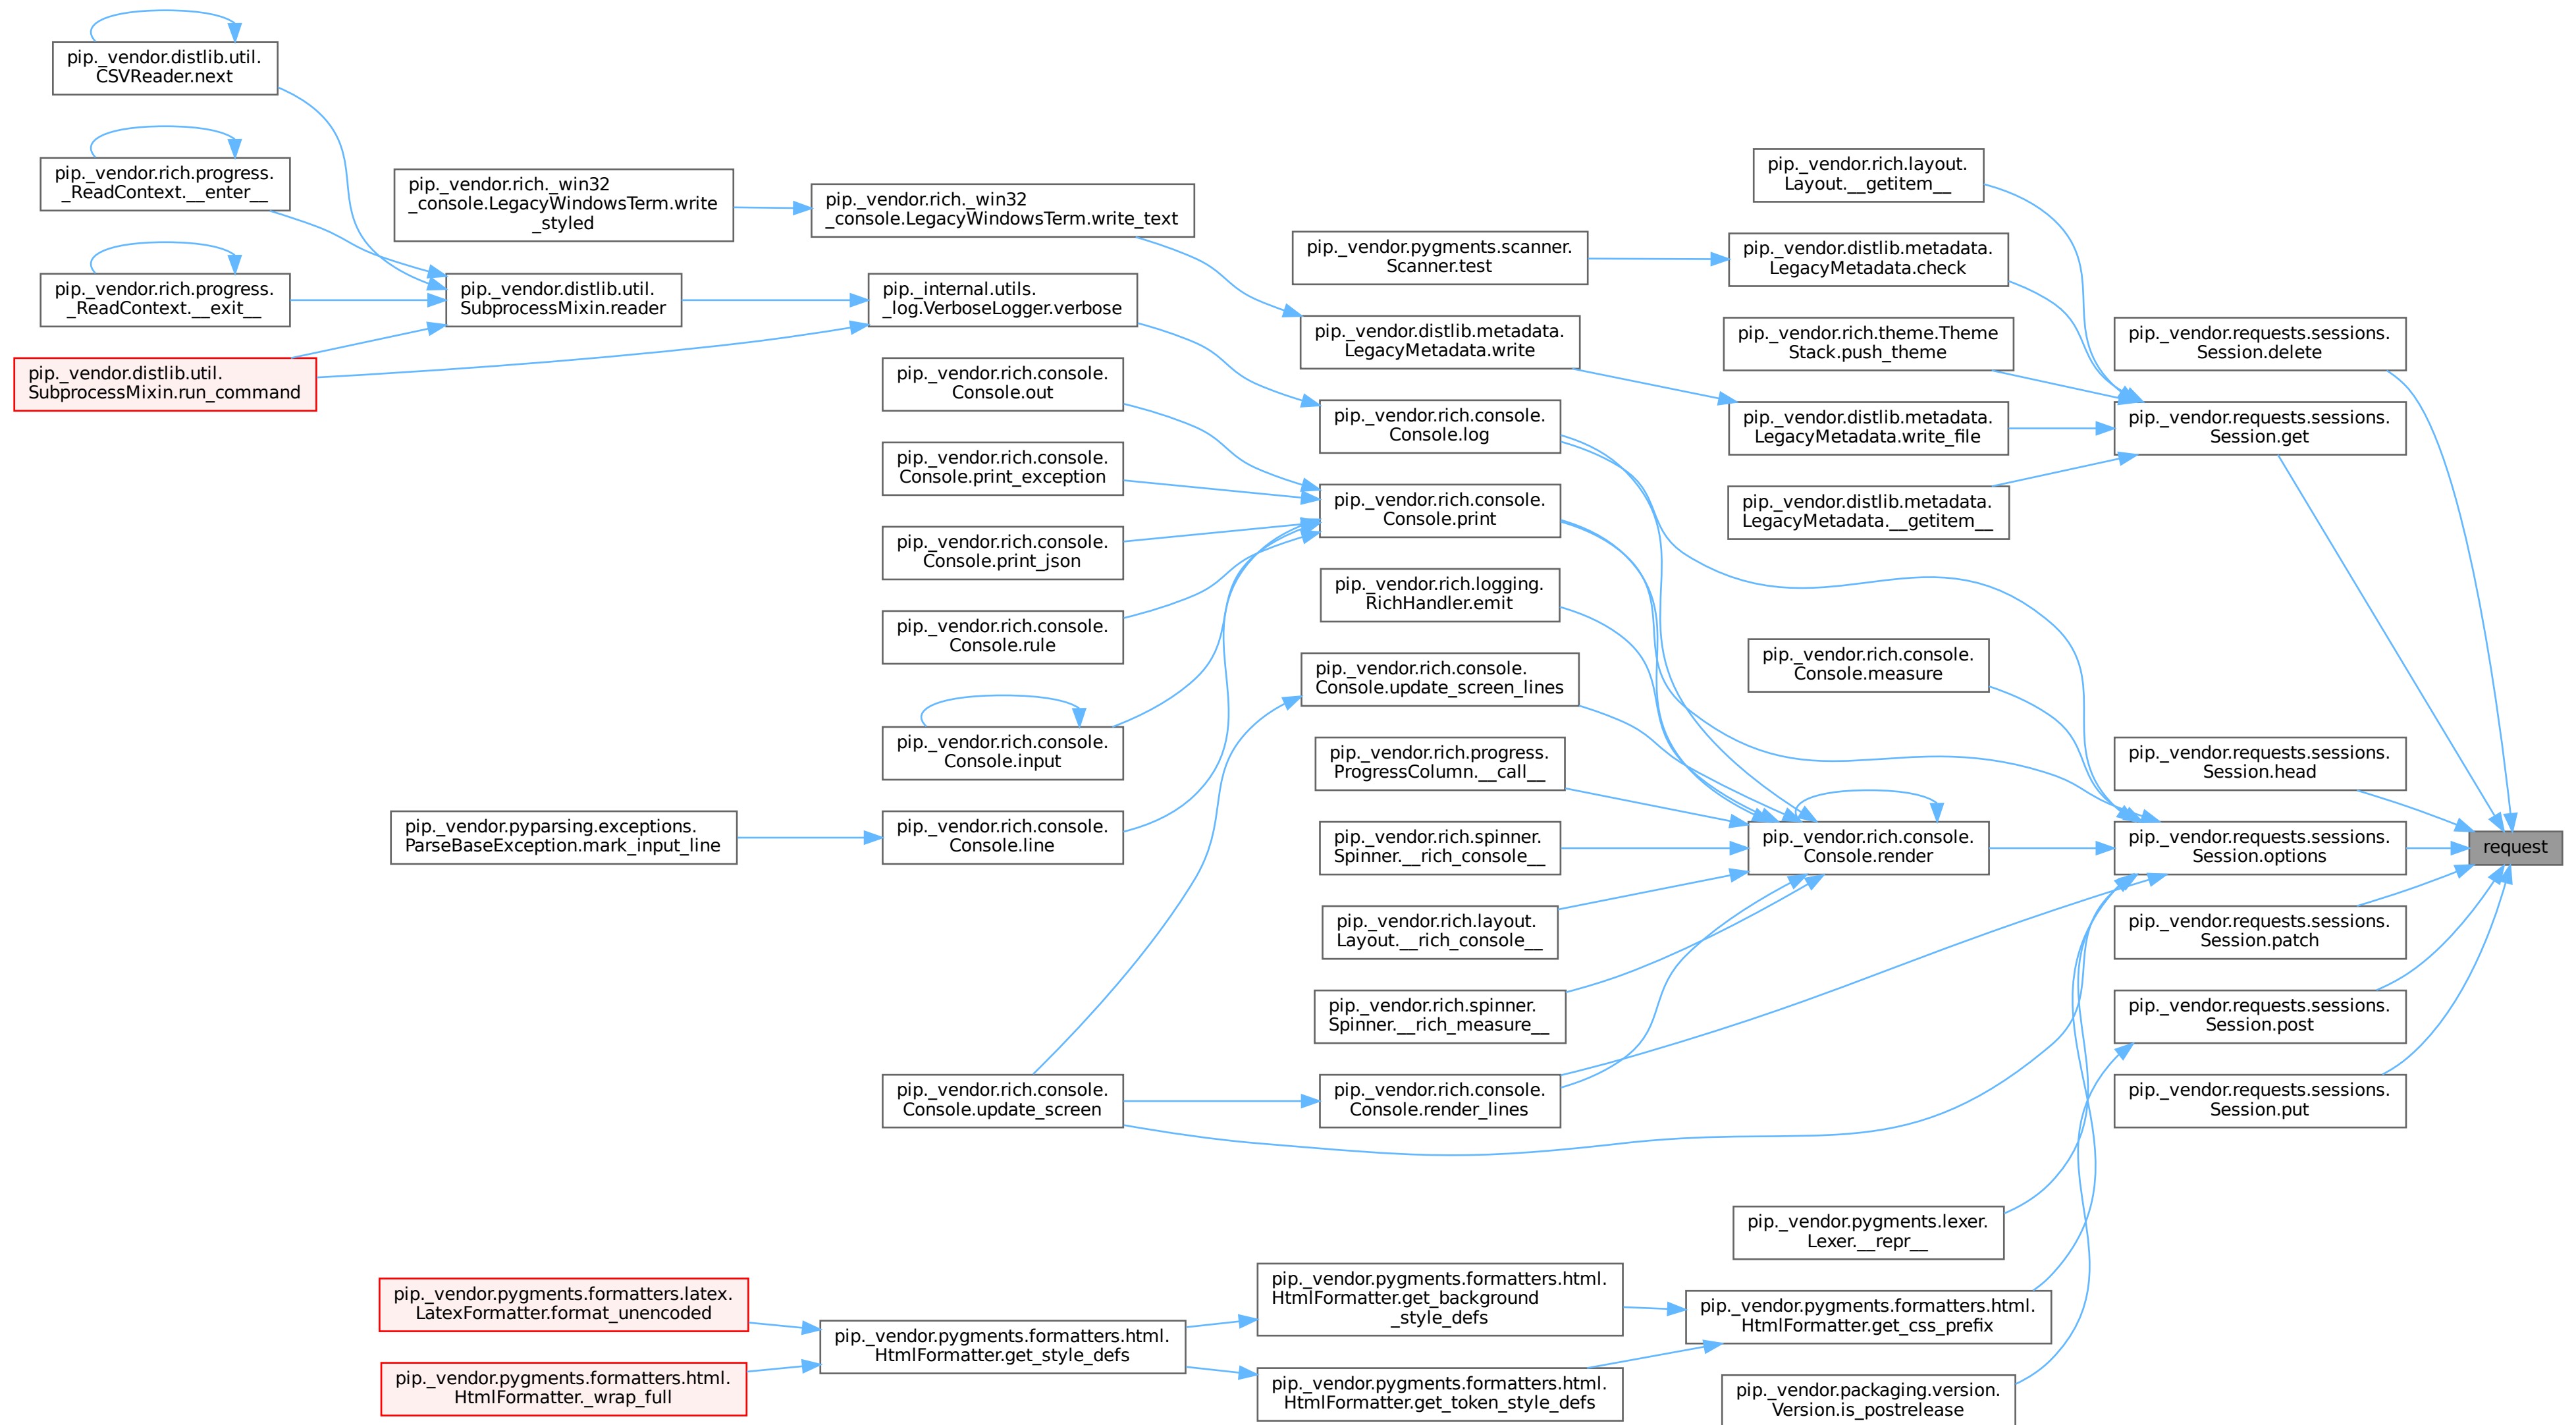 pip._vendor.distlib.util.
CSVReader.next
pip._vendor.rich.progress.
_ReadContext.__enter__
pip._vendor.rich.progress.
_ReadContext.__exit__
pip._vendor.distlib.util.
SubprocessMixin.run_command
pip._vendor.rich._win32
_console.LegacyWindowsTerm.write
_styled
pip._vendor.distlib.util.
SubprocessMixin.reader
pip._vendor.pyparsing.exceptions.
ParseBaseException.mark_input_line
pip._vendor.pygments.formatters.latex.
LatexFormatter.format_unencoded
pip._vendor.pygments.formatters.html.
HtmlFormatter._wrap_full
pip._vendor.rich._win32
_console.LegacyWindowsTerm.write_text
pip._internal.utils.
_log.VerboseLogger.verbose
pip._vendor.rich.console.
Console.out
pip._vendor.rich.console.
Console.print_exception
pip._vendor.rich.console.
Console.print_json
pip._vendor.rich.console.
Console.rule
pip._vendor.rich.console.
Console.input
pip._vendor.rich.console.
Console.line
pip._vendor.rich.console.
Console.update_screen
pip._vendor.pygments.formatters.html.
HtmlFormatter.get_style_defs
pip._vendor.pygments.scanner.
Scanner.test
pip._vendor.distlib.metadata.
LegacyMetadata.write
pip._vendor.rich.console.
Console.log
pip._vendor.rich.console.
Console.print
pip._vendor.rich.logging.
RichHandler.emit
pip._vendor.rich.console.
Console.update_screen_lines
pip._vendor.rich.progress.
ProgressColumn.__call__
pip._vendor.rich.spinner.
Spinner.__rich_console__
pip._vendor.rich.layout.
Layout.__rich_console__
pip._vendor.rich.spinner.
Spinner.__rich_measure__
pip._vendor.rich.console.
Console.render_lines
pip._vendor.pygments.formatters.html.
HtmlFormatter.get_background
_style_defs
pip._vendor.pygments.formatters.html.
HtmlFormatter.get_token_style_defs
pip._vendor.rich.layout.
Layout.__getitem__
pip._vendor.distlib.metadata.
LegacyMetadata.check
pip._vendor.rich.theme.Theme
Stack.push_theme
pip._vendor.distlib.metadata.
LegacyMetadata.write_file
pip._vendor.distlib.metadata.
LegacyMetadata.__getitem__
pip._vendor.rich.console.
Console.measure
pip._vendor.rich.console.
Console.render
pip._vendor.pygments.lexer.
Lexer.__repr__
pip._vendor.pygments.formatters.html.
HtmlFormatter.get_css_prefix
pip._vendor.packaging.version.
Version.is_postrelease
pip._vendor.requests.sessions.
Session.delete
pip._vendor.requests.sessions.
Session.get
pip._vendor.requests.sessions.
Session.head
pip._vendor.requests.sessions.
Session.options
pip._vendor.requests.sessions.
Session.patch
pip._vendor.requests.sessions.
Session.post
pip._vendor.requests.sessions.
Session.put
request